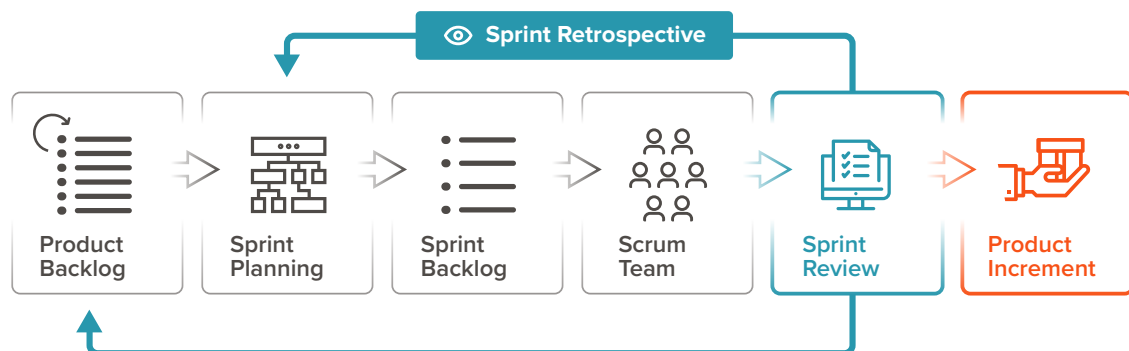 Sprint Retrospective
Product
Backlog
Sprint
Planning
Sprint
Backlog
Scrum
Team
Sprint
Review
Product
Increment